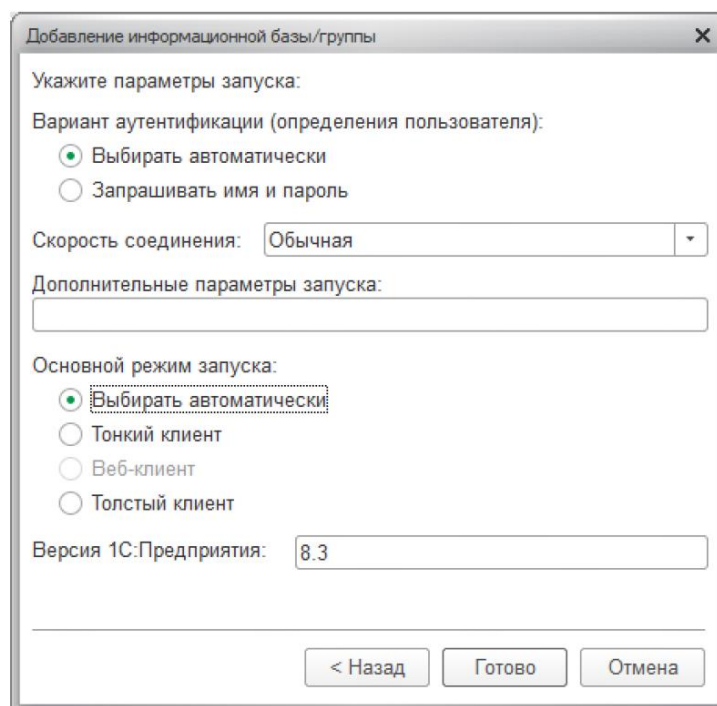 Добавление информационной базы/группы
Укажите параметры запуска:
Вариант аутентификации (определения пользователя):
Выбирать автоматически
Запрашивать имя и пароль
Скорость соединения: Обычная
Дополнительные параметры запуска:
Основной режим запуска:
Выбирать автоматически
Тонкий клиент
Веб-клиент
Толстый клиент
Версия 1С:Предприятия: 8.3
< Назад Готово Отмена